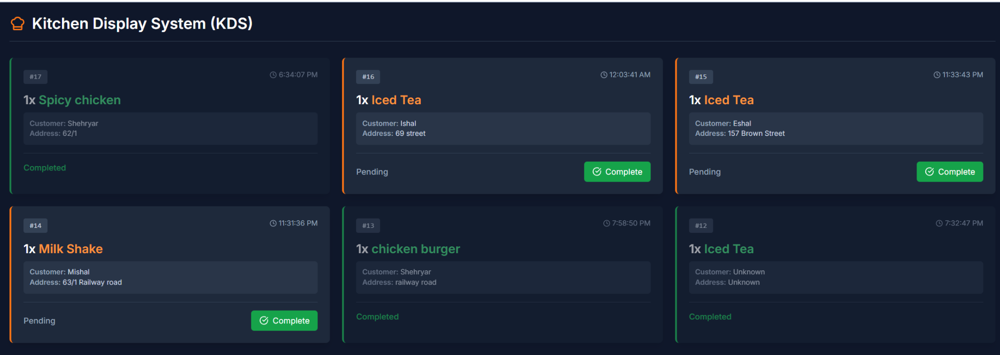 Kitchen Display System (KDS)
#17
6:34:07 PM
1x Spicy chicken
Customer: Shehryar
Address: 62/1
Completed
#16
12:03:41 AM
1x Iced Tea
Customer: Ishal
Address: 69 street
Pending
Complete
#15
11:33:43 PM
1x Iced Tea
Customer: Eshal
Address: 157 Brown Street
Pending
Complete
#14
11:31:36 PM
1x Milk Shake
Customer: Mishal
Address: 63/1 Railway road
Pending
Complete
#13
7:58:50 PM
1x chicken burger
Customer: Shehryar
Address: railway road
Completed
#12
7:32:47 PM
1x Iced Tea
Customer: Unknown
Address: Unknown
Completed